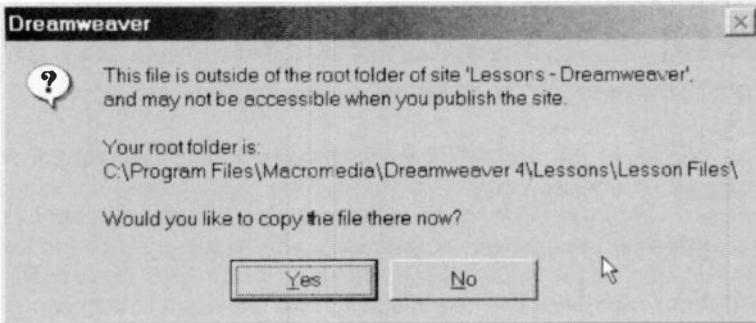 Dreamweaver
?
This file is outside of the root folder of site 'Lessons - Dreamweaver',
and may not be accessible when you publish the site.
Your root folder is:
C:\Program Files\Macromedia\Dreamweaver 4\Lessons\Lesson Files\
Would you like to copy the file there now?
Yes No